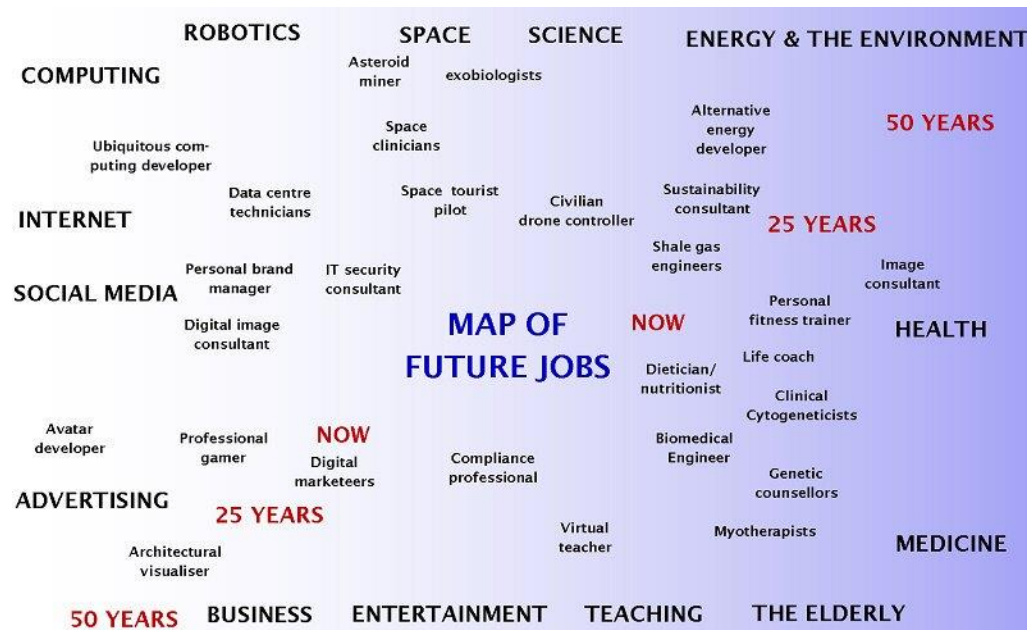 ROBOTICS
SPACE
SCIENCE
ENERGY & THE ENVIRONMENT
COMPUTING
Asteroid
miner
exobiologists
Alternative
energy
developer
50 YEARS
Space
clinicians
Ubiquitous com-
puting developer
Data centre
technicians
Space tourist
pilot
Civilian
drone controller
Sustainability
consultant
INTERNET
25 YEARS
Shale gas
engineers
Image
consultant
Personal brand
manager
IT security
consultant
SOCIAL MEDIA
Personal
fitness trainer
MAP OF
FUTURE JOBS
NOW
Digital image
consultant
HEALTH
Life coach
Dietician/
nutritionist
Clinical
Cytogeneticists
Avatar
developer
Professional
gamer
NOW
Digital
marketeers
Compliance
professional
Biomedical
Engineer
Genetic
counsellors
ADVERTISING
25 YEARS
Virtual
teacher
Myotherapists
MEDICINE
Architectural
visualiser
50 YEARS
BUSINESS
ENTERTAINMENT
TEACHING
THE ELDERLY